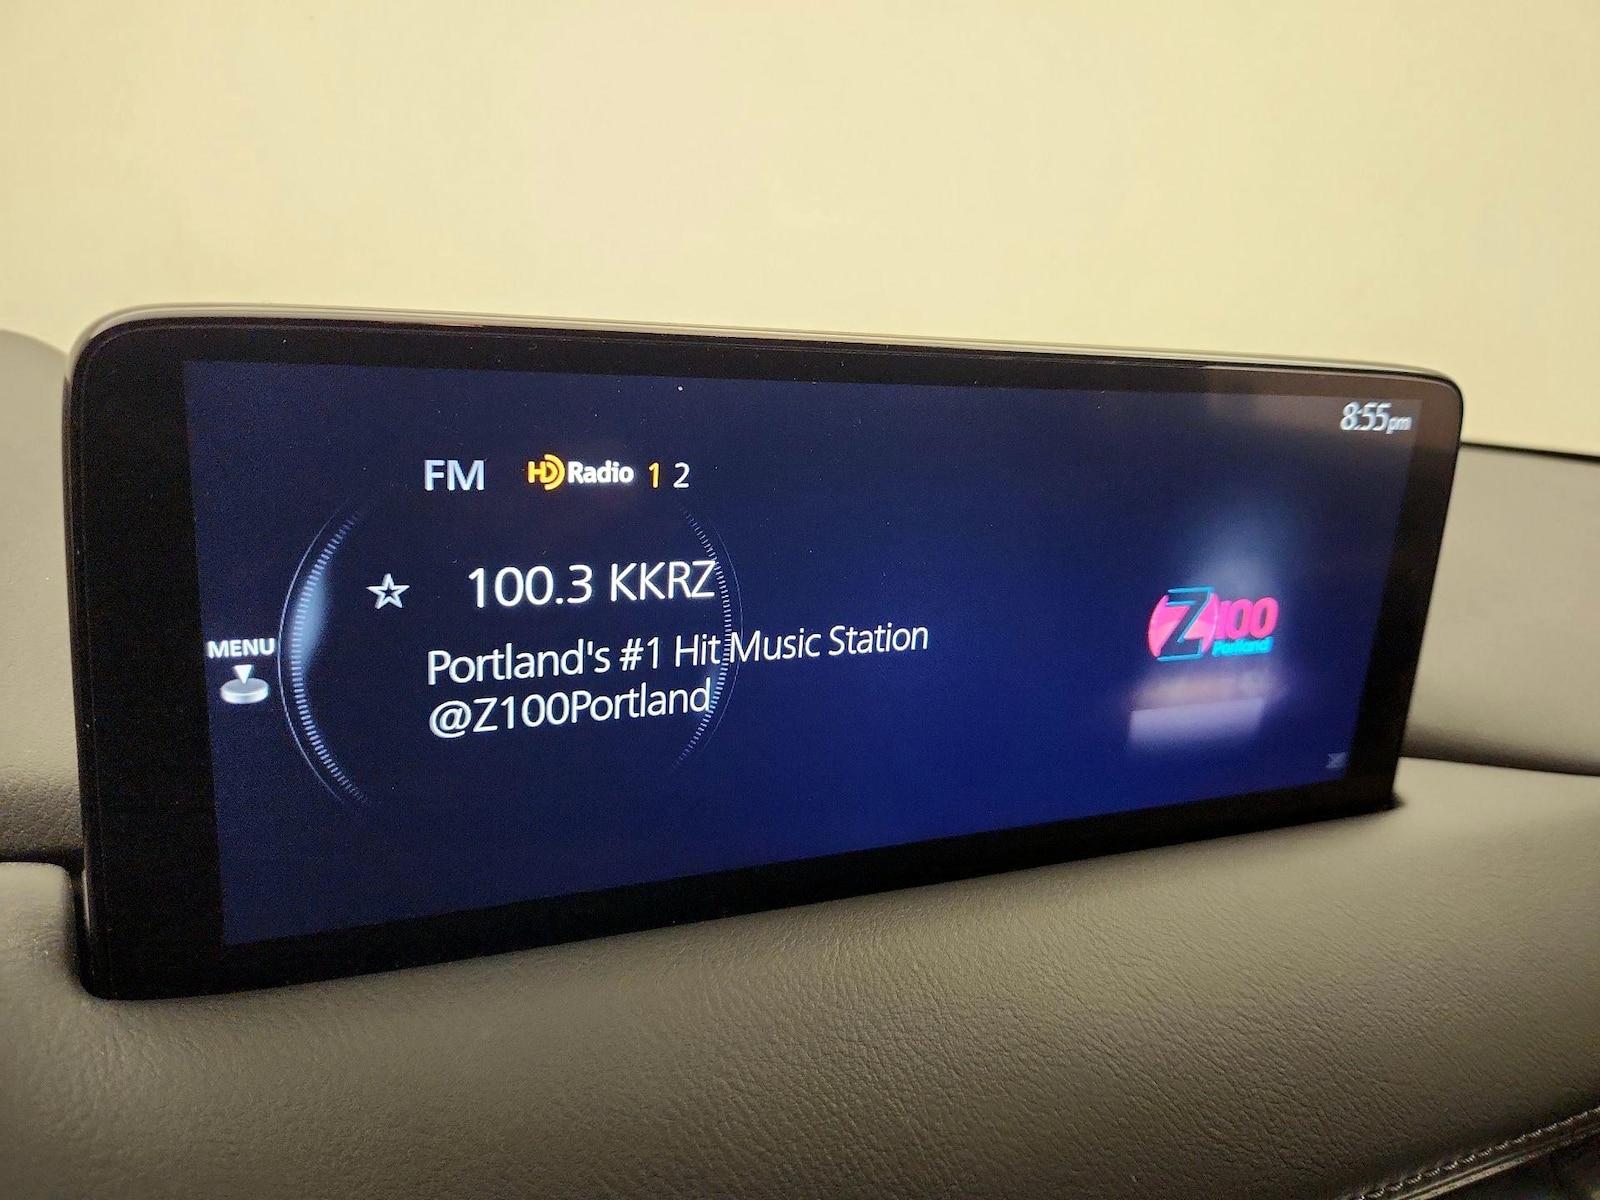 8:55pm
FM HD Radio 1 2
100.3 KKRZ
MENU
Portland's #1 Hit Music Station
@Z100Portland
Z100
Portland